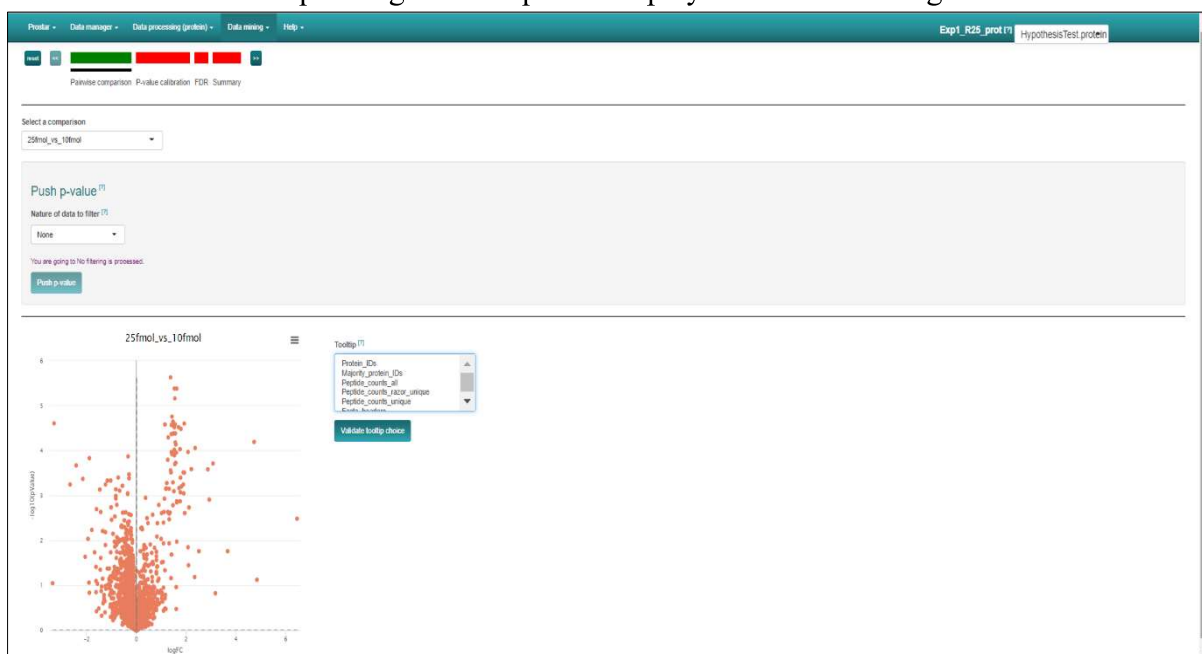 Prostar Data manager Data processing (protein) Data mining Help Exp1_R25_prot [?] HypothesisTest.protein
reset << >>
Pairwise comparison P-value calibration FDR Summary
Select a comparison
25fmol_vs_10fmol
Push p-value [?]
Nature of data to filter [?]
None
You are going to No filtering is processed.
Push p-value
25fmol_vs_10fmol
Tooltip [?]
Protein_IDs
Majority_protein_IDs
Peptide_counts_all
Peptide_counts_razor_unique
Peptide_counts_unique
Fasta_headers
Validate tooltip choice
-log10(pValue)
6
5
4
3
2
1
0
-2 0 2 4 6
logFC